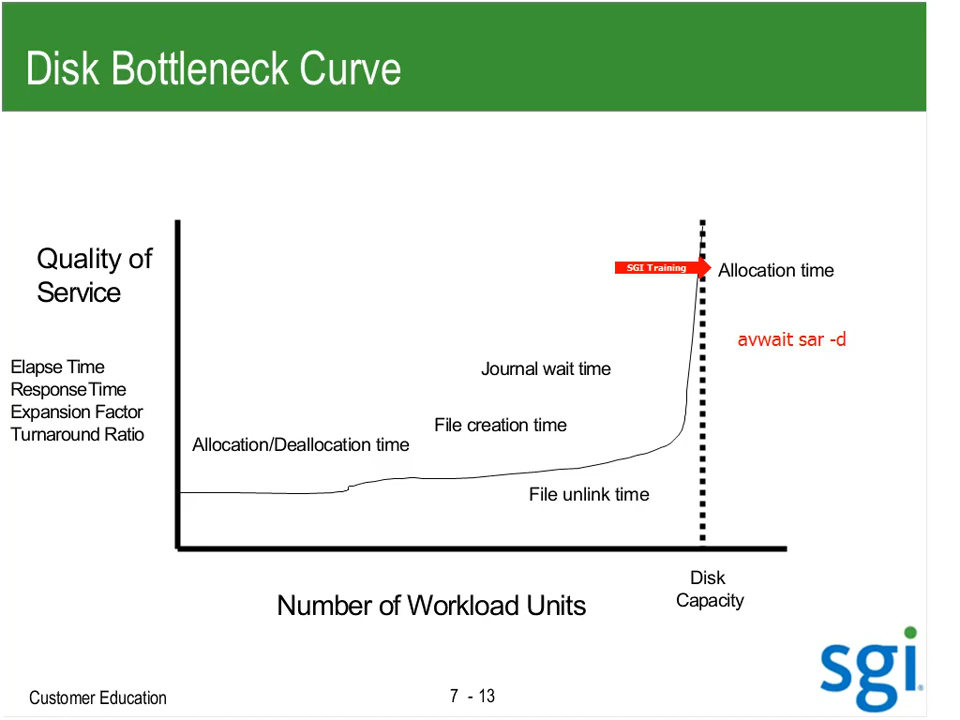 Disk Bottleneck Curve
Quality of
Service
SGI Training
Allocation time
avwait sar -d
Elapse Time
Response Time
Expansion Factor
Turnaround Ratio
Journal wait time
File creation time
Allocation/Deallocation time
File unlink time
Disk
Capacity
Number of Workload Units
sgi
Customer Education
7 - 13